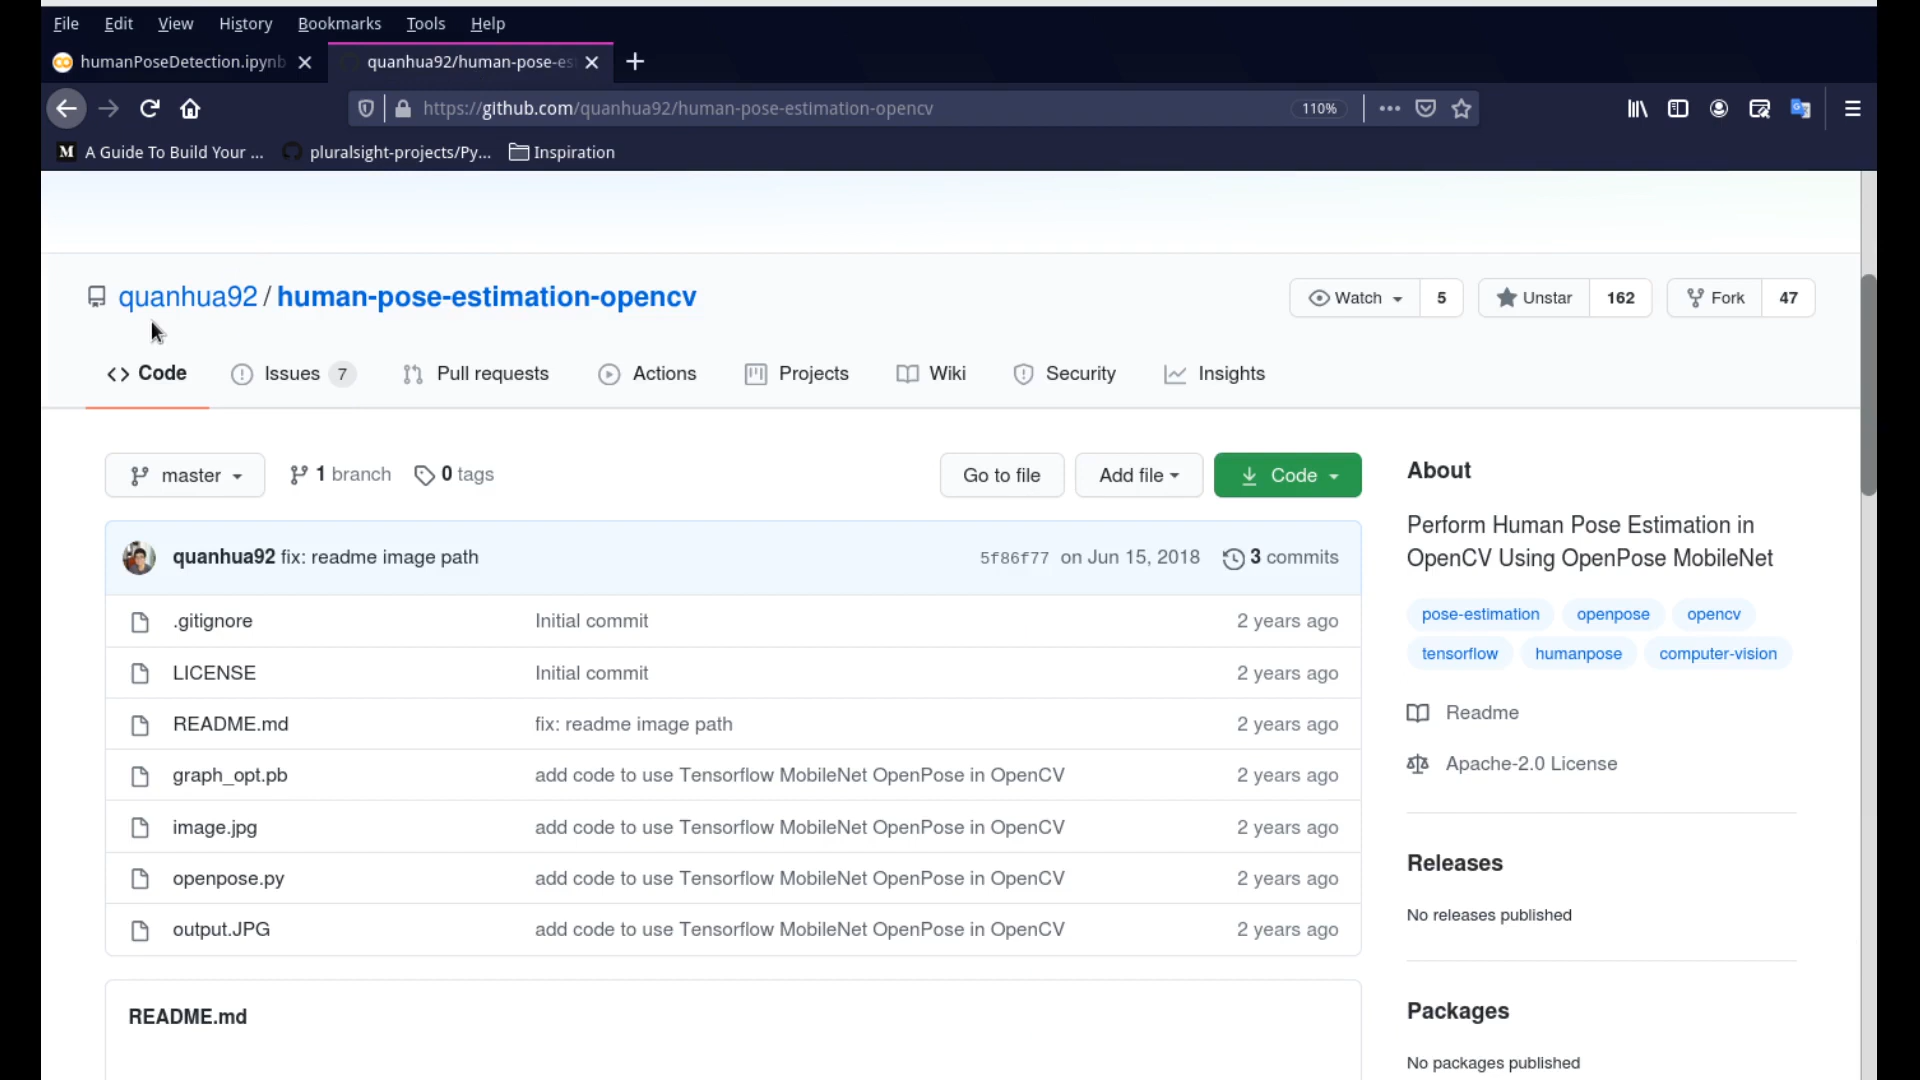 File Edit View History Bookmarks Tools Help
humanPoseDetection.ipynb quanhua92/human-pose-es
https://github.com/quanhua92/human-pose-estimation-opencv 110%
M A Guide To Build Your ... pluralsight-projects/Py... Inspiration
quanhua92 / human-pose-estimation-opencv Watch 5 Unstar 162 Fork 47
Code Issues 7 Pull requests Actions Projects Wiki Security Insights
master 1 branch 0 tags Go to file Add file Code
quanhua92 fix: readme image path 5f86f77 on Jun 15, 2018 3 commits
.gitignore Initial commit 2 years ago
LICENSE Initial commit 2 years ago
README.md fix: readme image path 2 years ago
graph_opt.pb add code to use Tensorflow MobileNet OpenPose in OpenCV 2 years ago
image.jpg add code to use Tensorflow MobileNet OpenPose in OpenCV 2 years ago
openpose.py add code to use Tensorflow MobileNet OpenPose in OpenCV 2 years ago
output.JPG add code to use Tensorflow MobileNet OpenPose in OpenCV 2 years ago
README.md
About
Perform Human Pose Estimation in
OpenCV Using OpenPose MobileNet
pose-estimation openpose opencv
tensorflow humanpose computer-vision
Readme
Apache-2.0 License
Releases
No releases published
Packages
No packages published